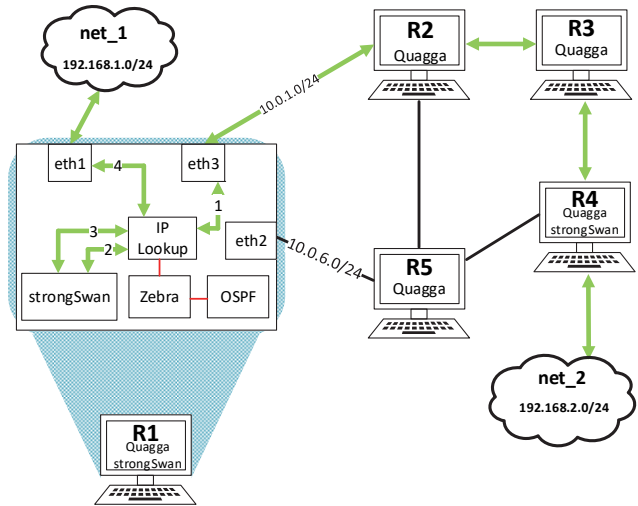 net_1
192.168.1.0/24
R2
Quagga
R3
Quagga
10.0.1.0/24
eth1
eth3
4
1
3
2
IP
Lookup
eth2
10.0.6.0/24
strongSwan
Zebra
OSPF
R4
Quagga
strongSwan
R5
Quagga
net_2
192.168.2.0/24
R1
Quagga
strongSwan